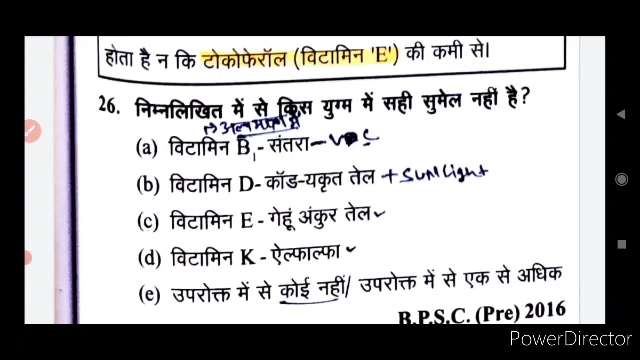 होता है न कि टोकोफेरॉल (विटामिन 'E') की कमी से।
26. निम्नलिखित में से किस युग्म में सही सुमेल नहीं है?
(a) विटामिन B₁ - संतरा
(b) विटामिन D - कॉड-यकृत तेल + sunlight
(c) विटामिन E - गेहूं अंकुर तेल
(d) विटामिन K - ऐल्फाल्फा
(e) उपरोक्त में से कोई नहीं/ उपरोक्त में से एक से अधिक
B.P.S.C. (Pre) 2016
PowerDirector